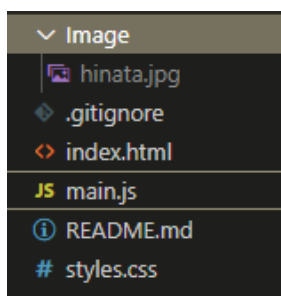 Image
hinata.jpg
.gitignore
index.html
JS main.js
README.md
# styles.css